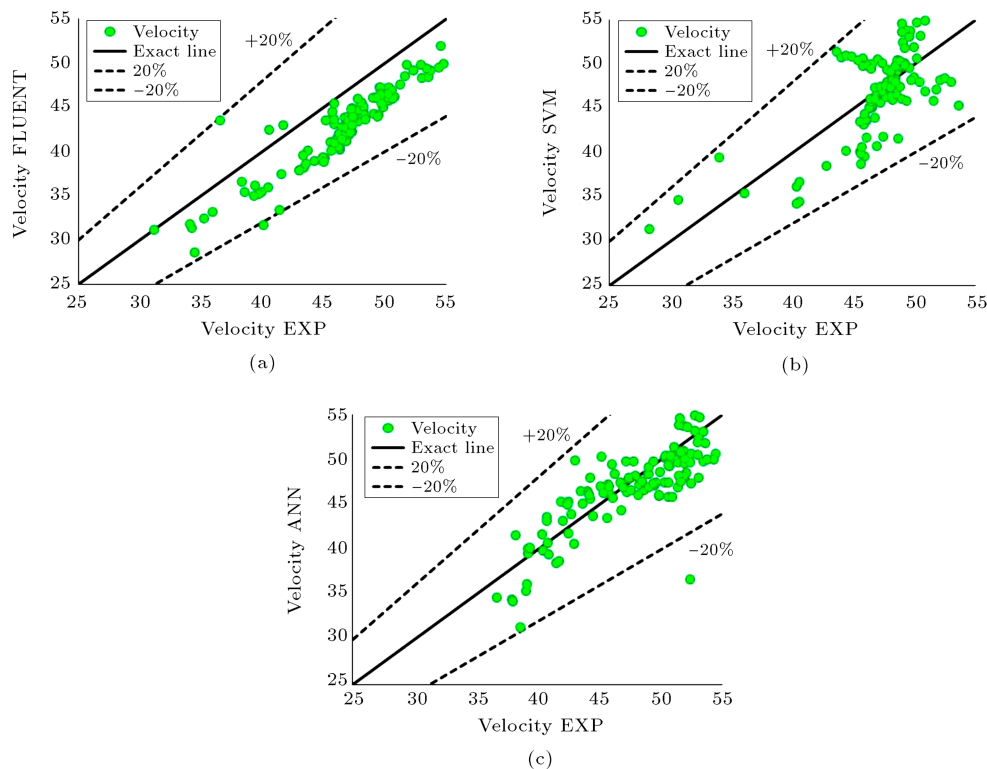 Velocity
Exact line
20%
−20%
+20%
−20%
55
50
45
40
35
30
25
25 30 35 40 45 50 55
Velocity FLUENT
Velocity EXP
(a)
Velocity
Exact line
20%
−20%
+20%
−20%
55
50
45
40
35
30
25
25 30 35 40 45 50 55
Velocity SVM
Velocity EXP
(b)
Velocity
Exact line
20%
−20%
+20%
−20%
55
50
45
40
35
30
25
25 30 35 40 45 50 55
Velocity ANN
Velocity EXP
(c)